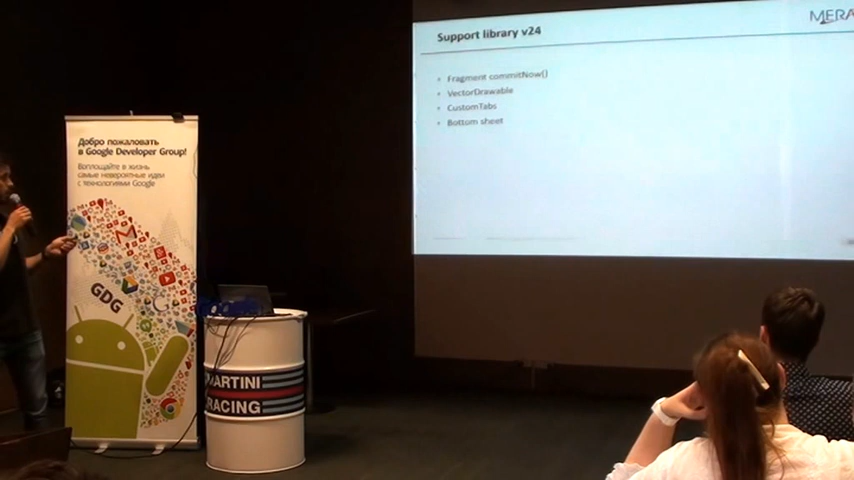 MERA
Support library v24
Fragment commitNow()
VectorDrawable
CustomTabs
Bottom sheet
Добро пожаловать
в Google Developer Group!
Воплощайте в жизнь
самые невероятные идеи
с технологиями Google
GDG
MARTINI
RACING